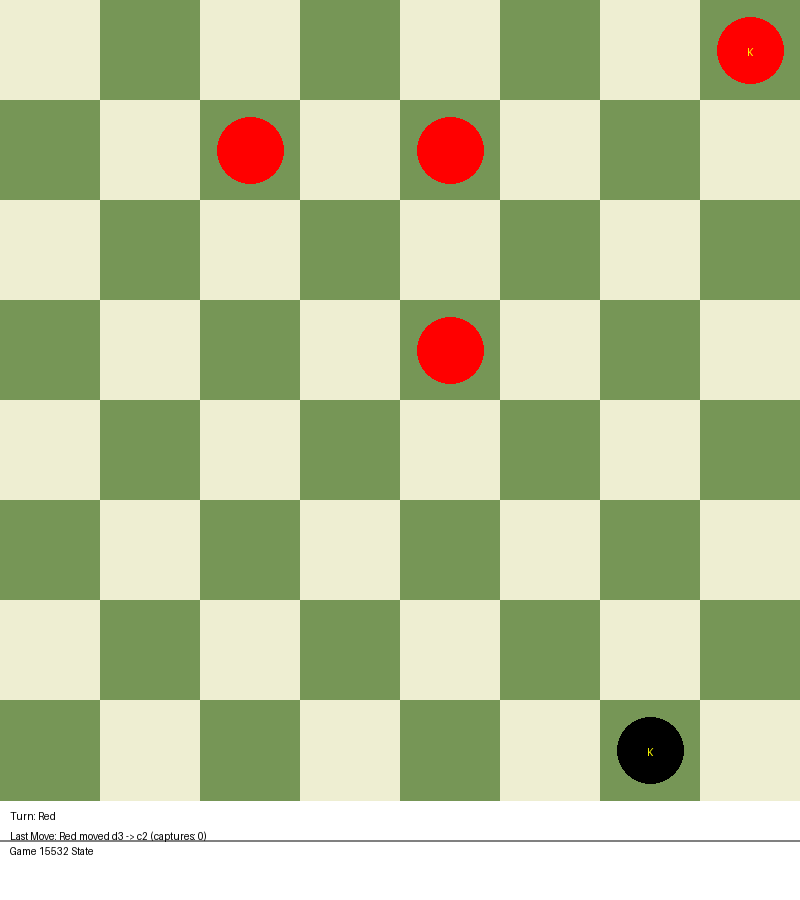 K
K
Turn: Red
Last Move: Red moved d3 -> c2 (captures: 0)
Game 15532 State